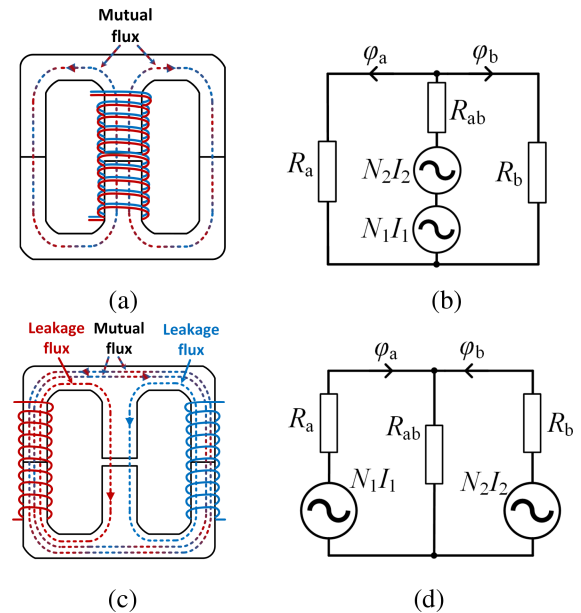 Mutual
flux
(a)
φa φb
Rab
Ra
N2I2
Rb
N1I1
(b)
Leakage Mutual Leakage
flux flux flux
(c)
φa φb
Ra Rab Rb
N1I1 N2I2
(d)